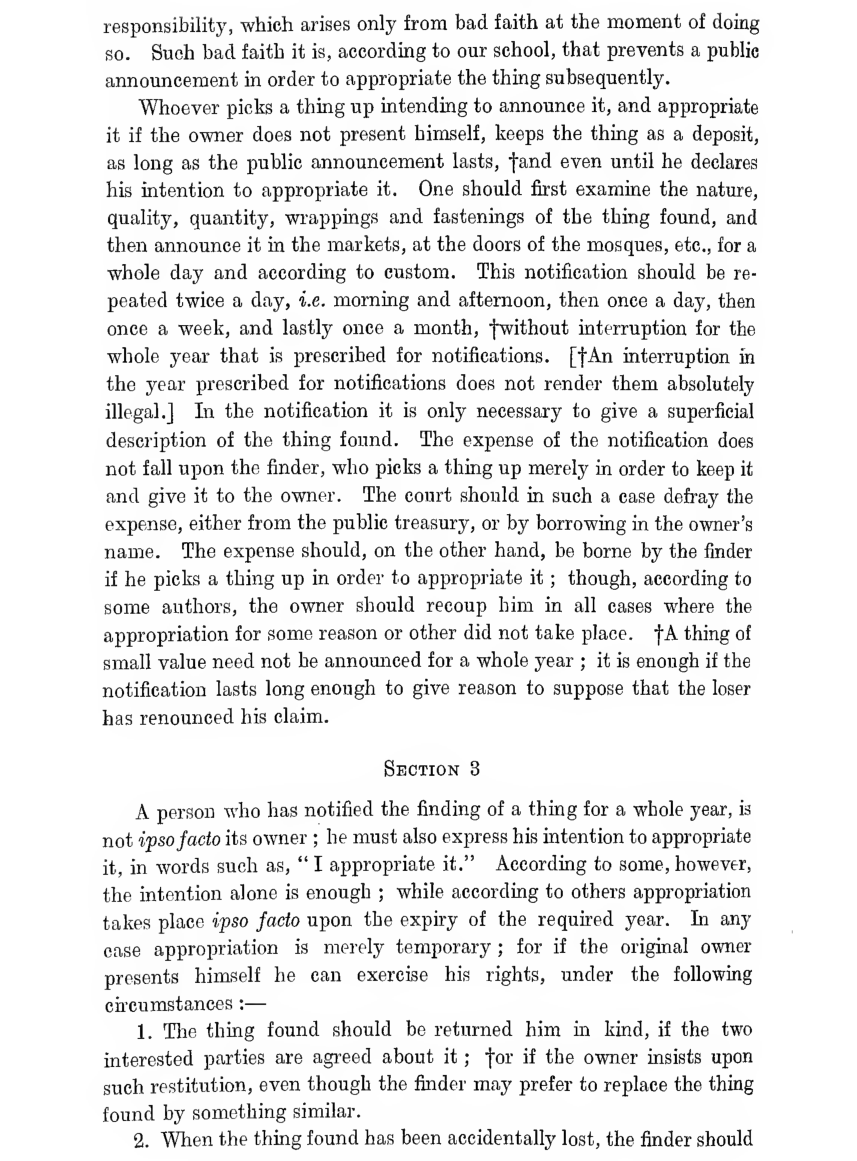 responsibility, which arises only from bad faith at the moment of doing
so. Such bad faith it is, according to our school, that prevents a public
announcement in order to appropriate the thing subsequently.
Whoever picks a thing up intending to announce it, and appropriate
it if the owner does not present himself, keeps the thing as a deposit,
as long as the public announcement lasts, †and even until he declares
his intention to appropriate it. One should first examine the nature,
quality, quantity, wrappings and fastenings of the thing found, and
then announce it in the markets, at the doors of the mosques, etc., for a
whole day and according to custom. This notification should be re-
peated twice a day, i.e. morning and afternoon, then once a day, then
once a week, and lastly once a month, †without interruption for the
whole year that is prescribed for notifications. [†An interruption in
the year prescribed for notifications does not render them absolutely
illegal.] In the notification it is only necessary to give a superficial
description of the thing found. The expense of the notification does
not fall upon the finder, who picks a thing up merely in order to keep it
and give it to the owner. The court should in such a case defray the
expense, either from the public treasury, or by borrowing in the owner's
name. The expense should, on the other hand, be borne by the finder
if he picks a thing up in order to appropriate it ; though, according to
some authors, the owner should recoup him in all cases where the
appropriation for some reason or other did not take place. †A thing of
small value need not be announced for a whole year ; it is enough if the
notification lasts long enough to give reason to suppose that the loser
has renounced his claim.
SECTION 3
A person who has notified the finding of a thing for a whole year, is
not ipso facto its owner ; he must also express his intention to appropriate
it, in words such as, “ I appropriate it.” According to some, however,
the intention alone is enough ; while according to others appropriation
takes place ipso facto upon the expiry of the required year. In any
case appropriation is merely temporary ; for if the original owner
presents himself he can exercise his rights, under the following
circumstances :—
1. The thing found should be returned him in kind, if the two
interested parties are agreed about it ; †or if the owner insists upon
such restitution, even though the finder may prefer to replace the thing
found by something similar.
2. When the thing found has been accidentally lost, the finder should